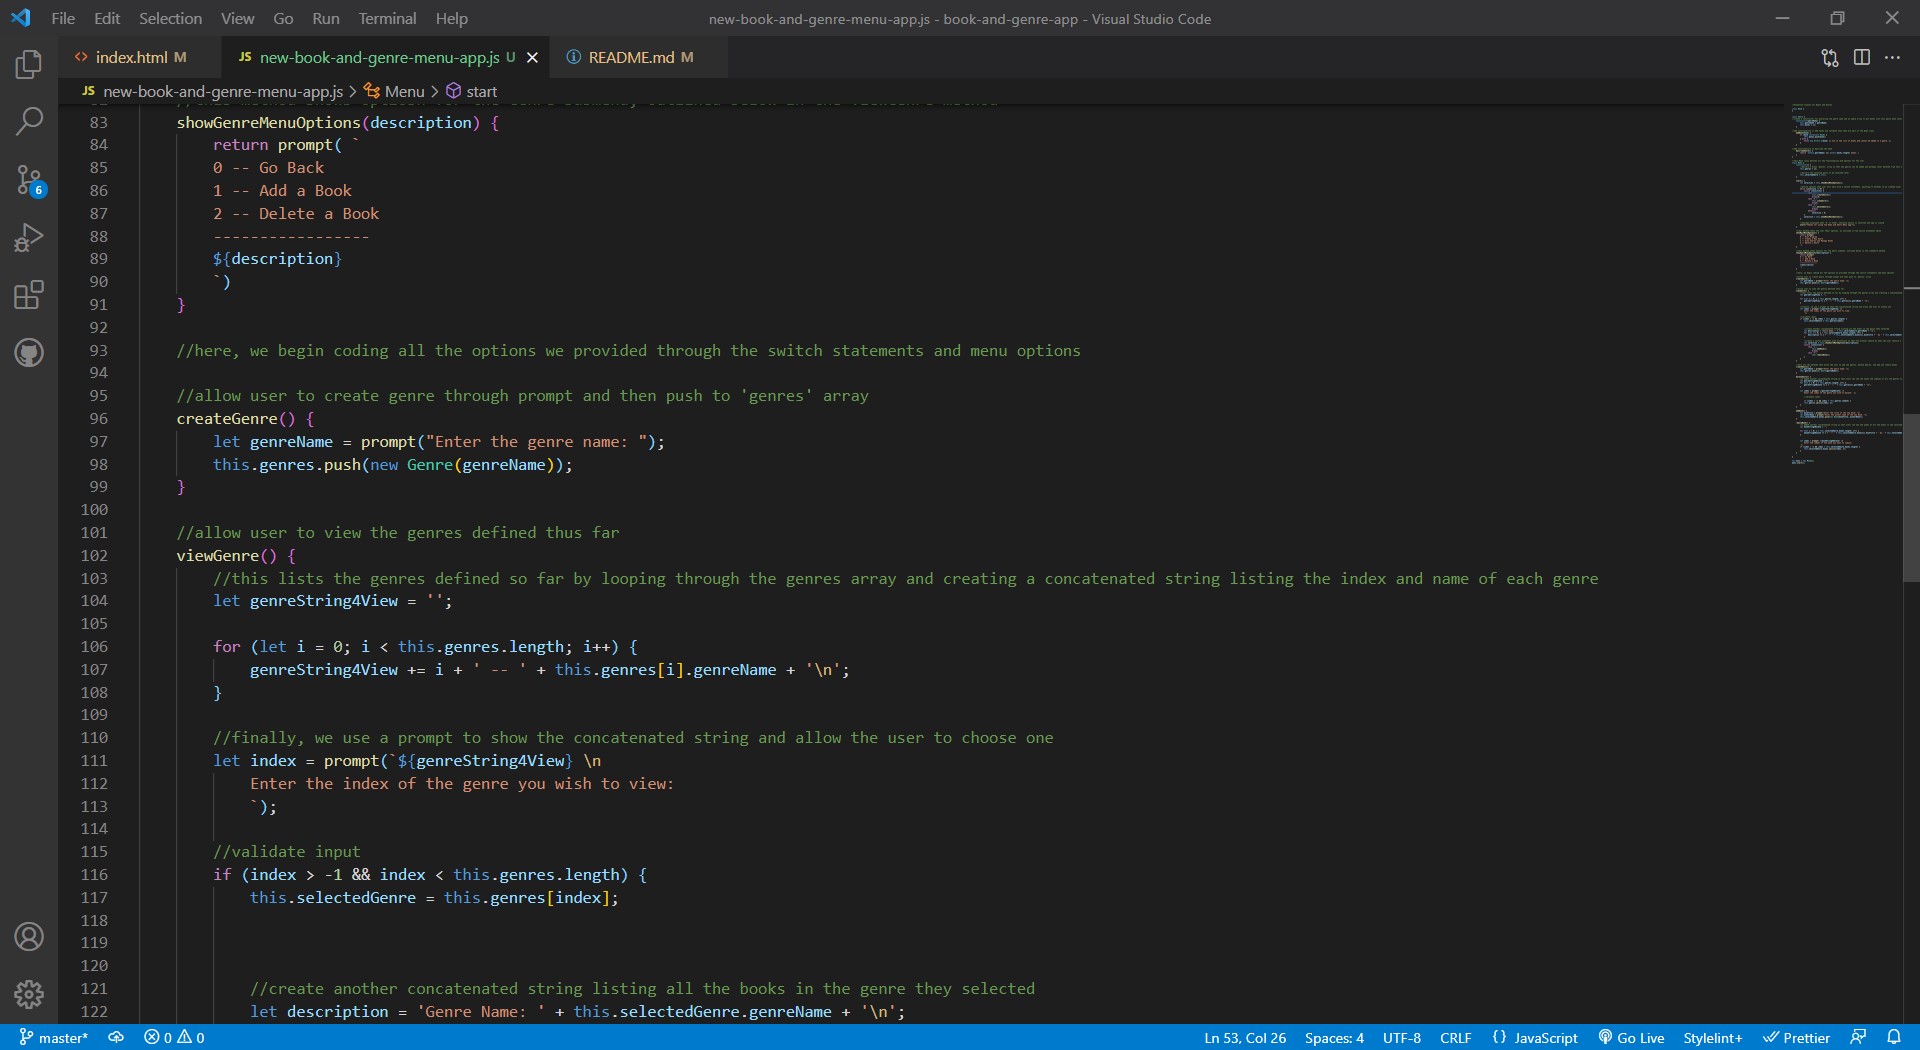 File Edit Selection View Go Run Terminal Help new-book-and-genre-menu-app.js - book-and-genre-app - Visual Studio Code
index.html M JS new-book-and-genre-menu-app.js U README.md M
JS new-book-and-genre-menu-app.js > Menu > start
83 showGenreMenuOptions(description) {
84 return prompt( `
85 0 -- Go Back
86 1 -- Add a Book
87 2 -- Delete a Book
88 -----------------
89 ${description}
90 `)
91 }
92
93 //here, we begin coding all the options we provided through the switch statements and menu options
94
95 //allow user to create genre through prompt and then push to 'genres' array
96 createGenre() {
97 let genreName = prompt("Enter the genre name: ");
98 this.genres.push(new Genre(genreName));
99 }
100
101 //allow user to view the genres defined thus far
102 viewGenre() {
103 //this lists the genres defined so far by looping through the genres array and creating a concatenated string listing the index and name of each genre
104 let genreString4View = '';
105
106 for (let i = 0; i < this.genres.length; i++) {
107 genreString4View += i + ' -- ' + this.genres[i].genreName + '\n';
108 }
109
110 //finally, we use a prompt to show the concatenated string and allow the user to choose one
111 let index = prompt(`${genreString4View} \n
112 Enter the index of the genre you wish to view:
113 `);
114
115 //validate input
116 if (index > -1 && index < this.genres.length) {
117 this.selectedGenre = this.genres[index];
118
119
120
121 //create another concatenated string listing all the books in the genre they selected
122 let description = 'Genre Name: ' + this.selectedGenre.genreName + '\n';
6
master* 0 0 Ln 53, Col 26 Spaces: 4 UTF-8 CRLF {} JavaScript Go Live Stylelint+ Prettier